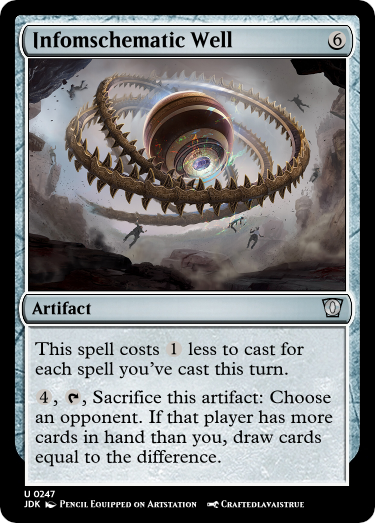 Infomschematic Well 6
Artifact
This spell costs 1 less to cast for
each spell you've cast this turn.
4, , Sacrifice this artifact: Choose
an opponent. If that player has more
cards in hand than you, draw cards
equal to the difference.
U 0247
JDK Pencil Equipped on Artstation Craftedlavaistrue